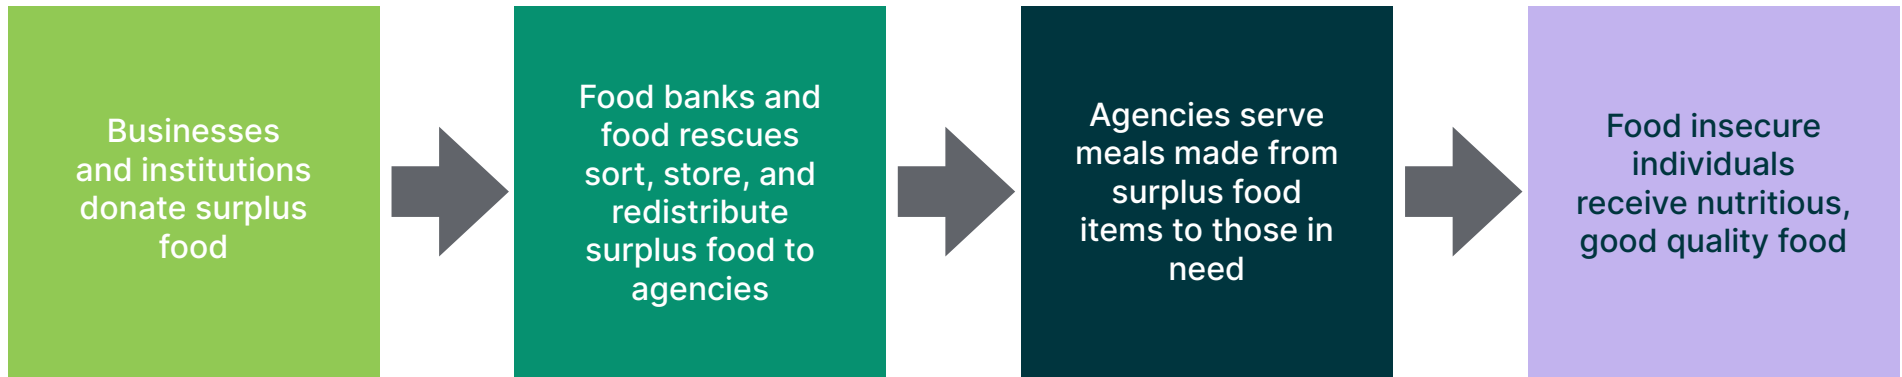 Businesses
and institutions
donate surplus
food
Food banks and
food rescues
sort, store, and
redistribute
surplus food to
agencies
Agencies serve
meals made from
surplus food
items to those in
need
Food insecure
individuals
receive nutritious,
good quality food